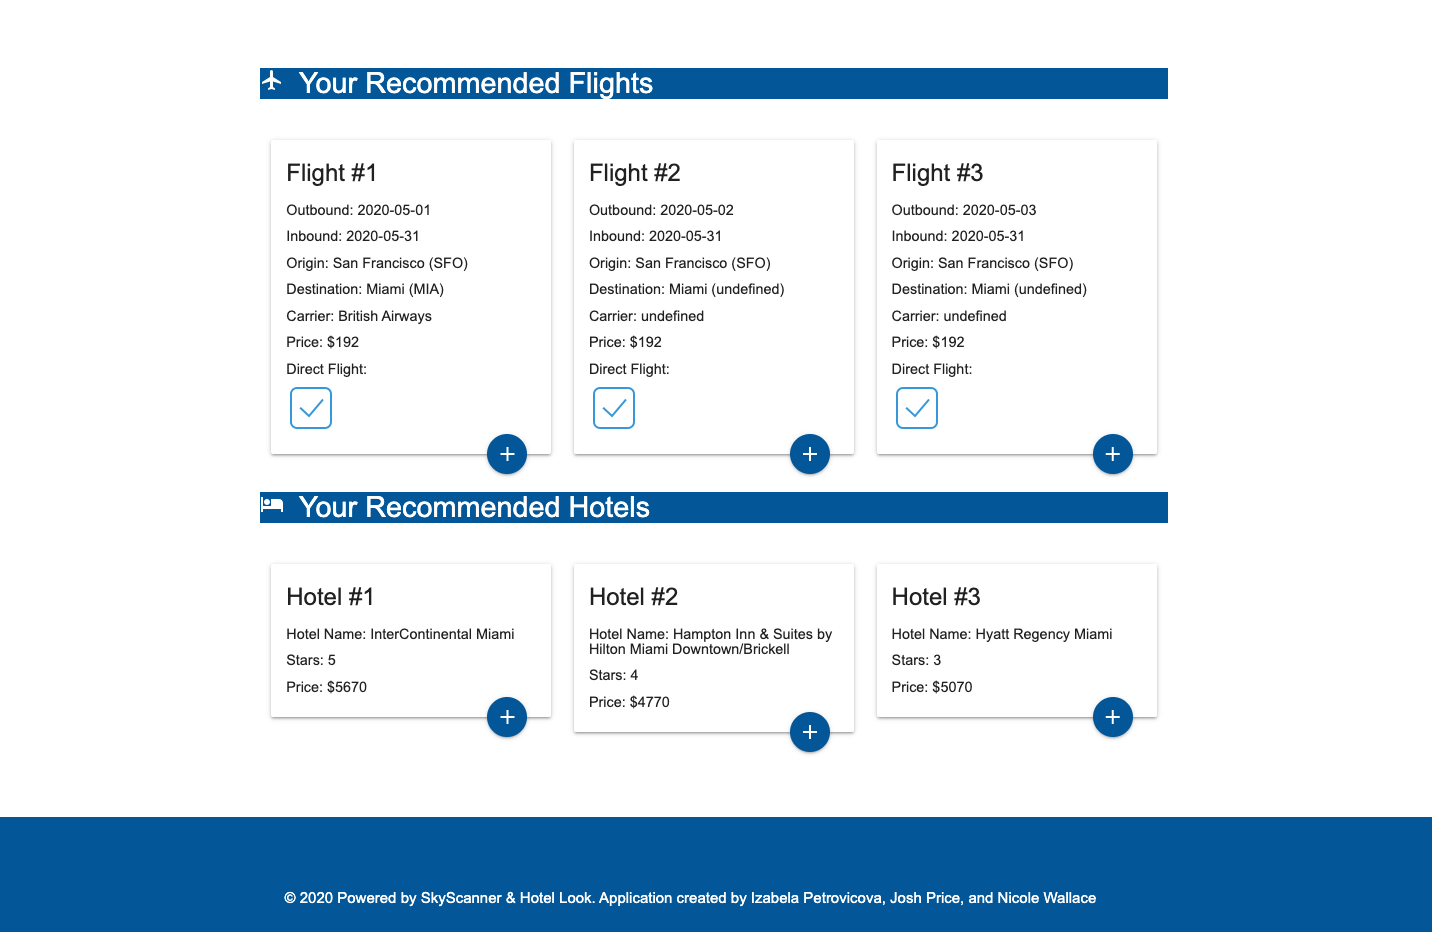 Your Recommended Flights
Flight #1
Outbound: 2020-05-01
Inbound: 2020-05-31
Origin: San Francisco (SFO)
Destination: Miami (MIA)
Carrier: British Airways
Price: $192
Direct Flight:
+
Flight #2
Outbound: 2020-05-02
Inbound: 2020-05-31
Origin: San Francisco (SFO)
Destination: Miami (undefined)
Carrier: undefined
Price: $192
Direct Flight:
+
Flight #3
Outbound: 2020-05-03
Inbound: 2020-05-31
Origin: San Francisco (SFO)
Destination: Miami (undefined)
Carrier: undefined
Price: $192
Direct Flight:
+
Your Recommended Hotels
Hotel #1
Hotel Name: InterContinental Miami
Stars: 5
Price: $5670
+
Hotel #2
Hotel Name: Hampton Inn & Suites by
Hilton Miami Downtown/Brickell
Stars: 4
Price: $4770
+
Hotel #3
Hotel Name: Hyatt Regency Miami
Stars: 3
Price: $5070
+
© 2020 Powered by SkyScanner & Hotel Look. Application created by Izabela Petrovicova, Josh Price, and Nicole Wallace